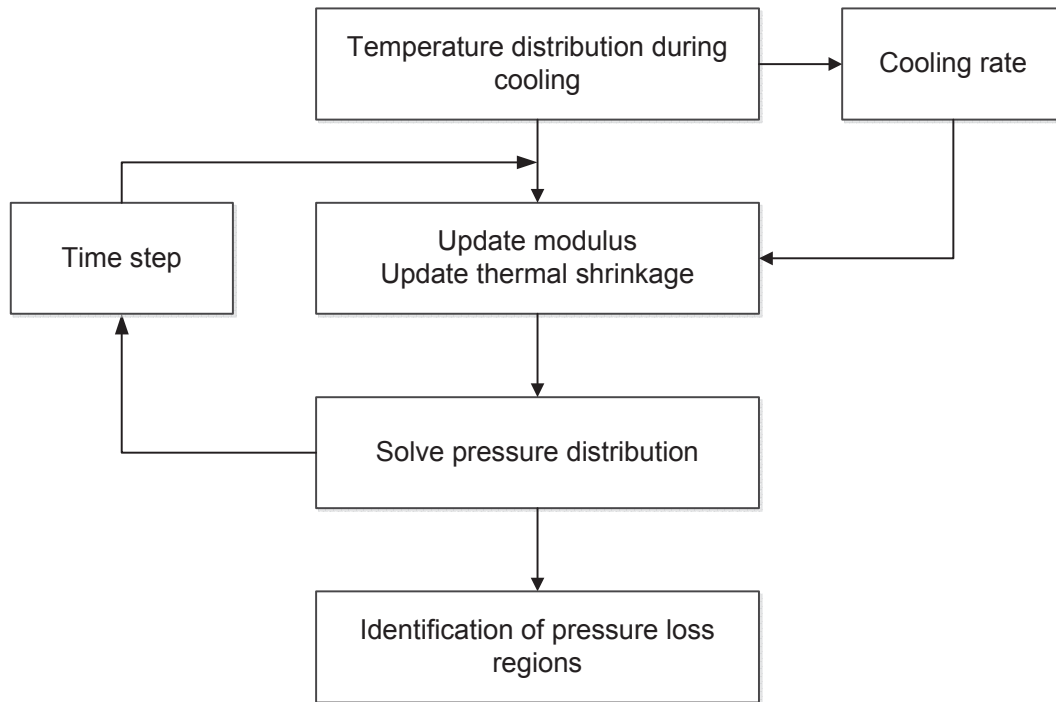 Temperature distribution during
cooling
Cooling rate
Time step
Update modulus
Update thermal shrinkage
Solve pressure distribution
Identification of pressure loss
regions